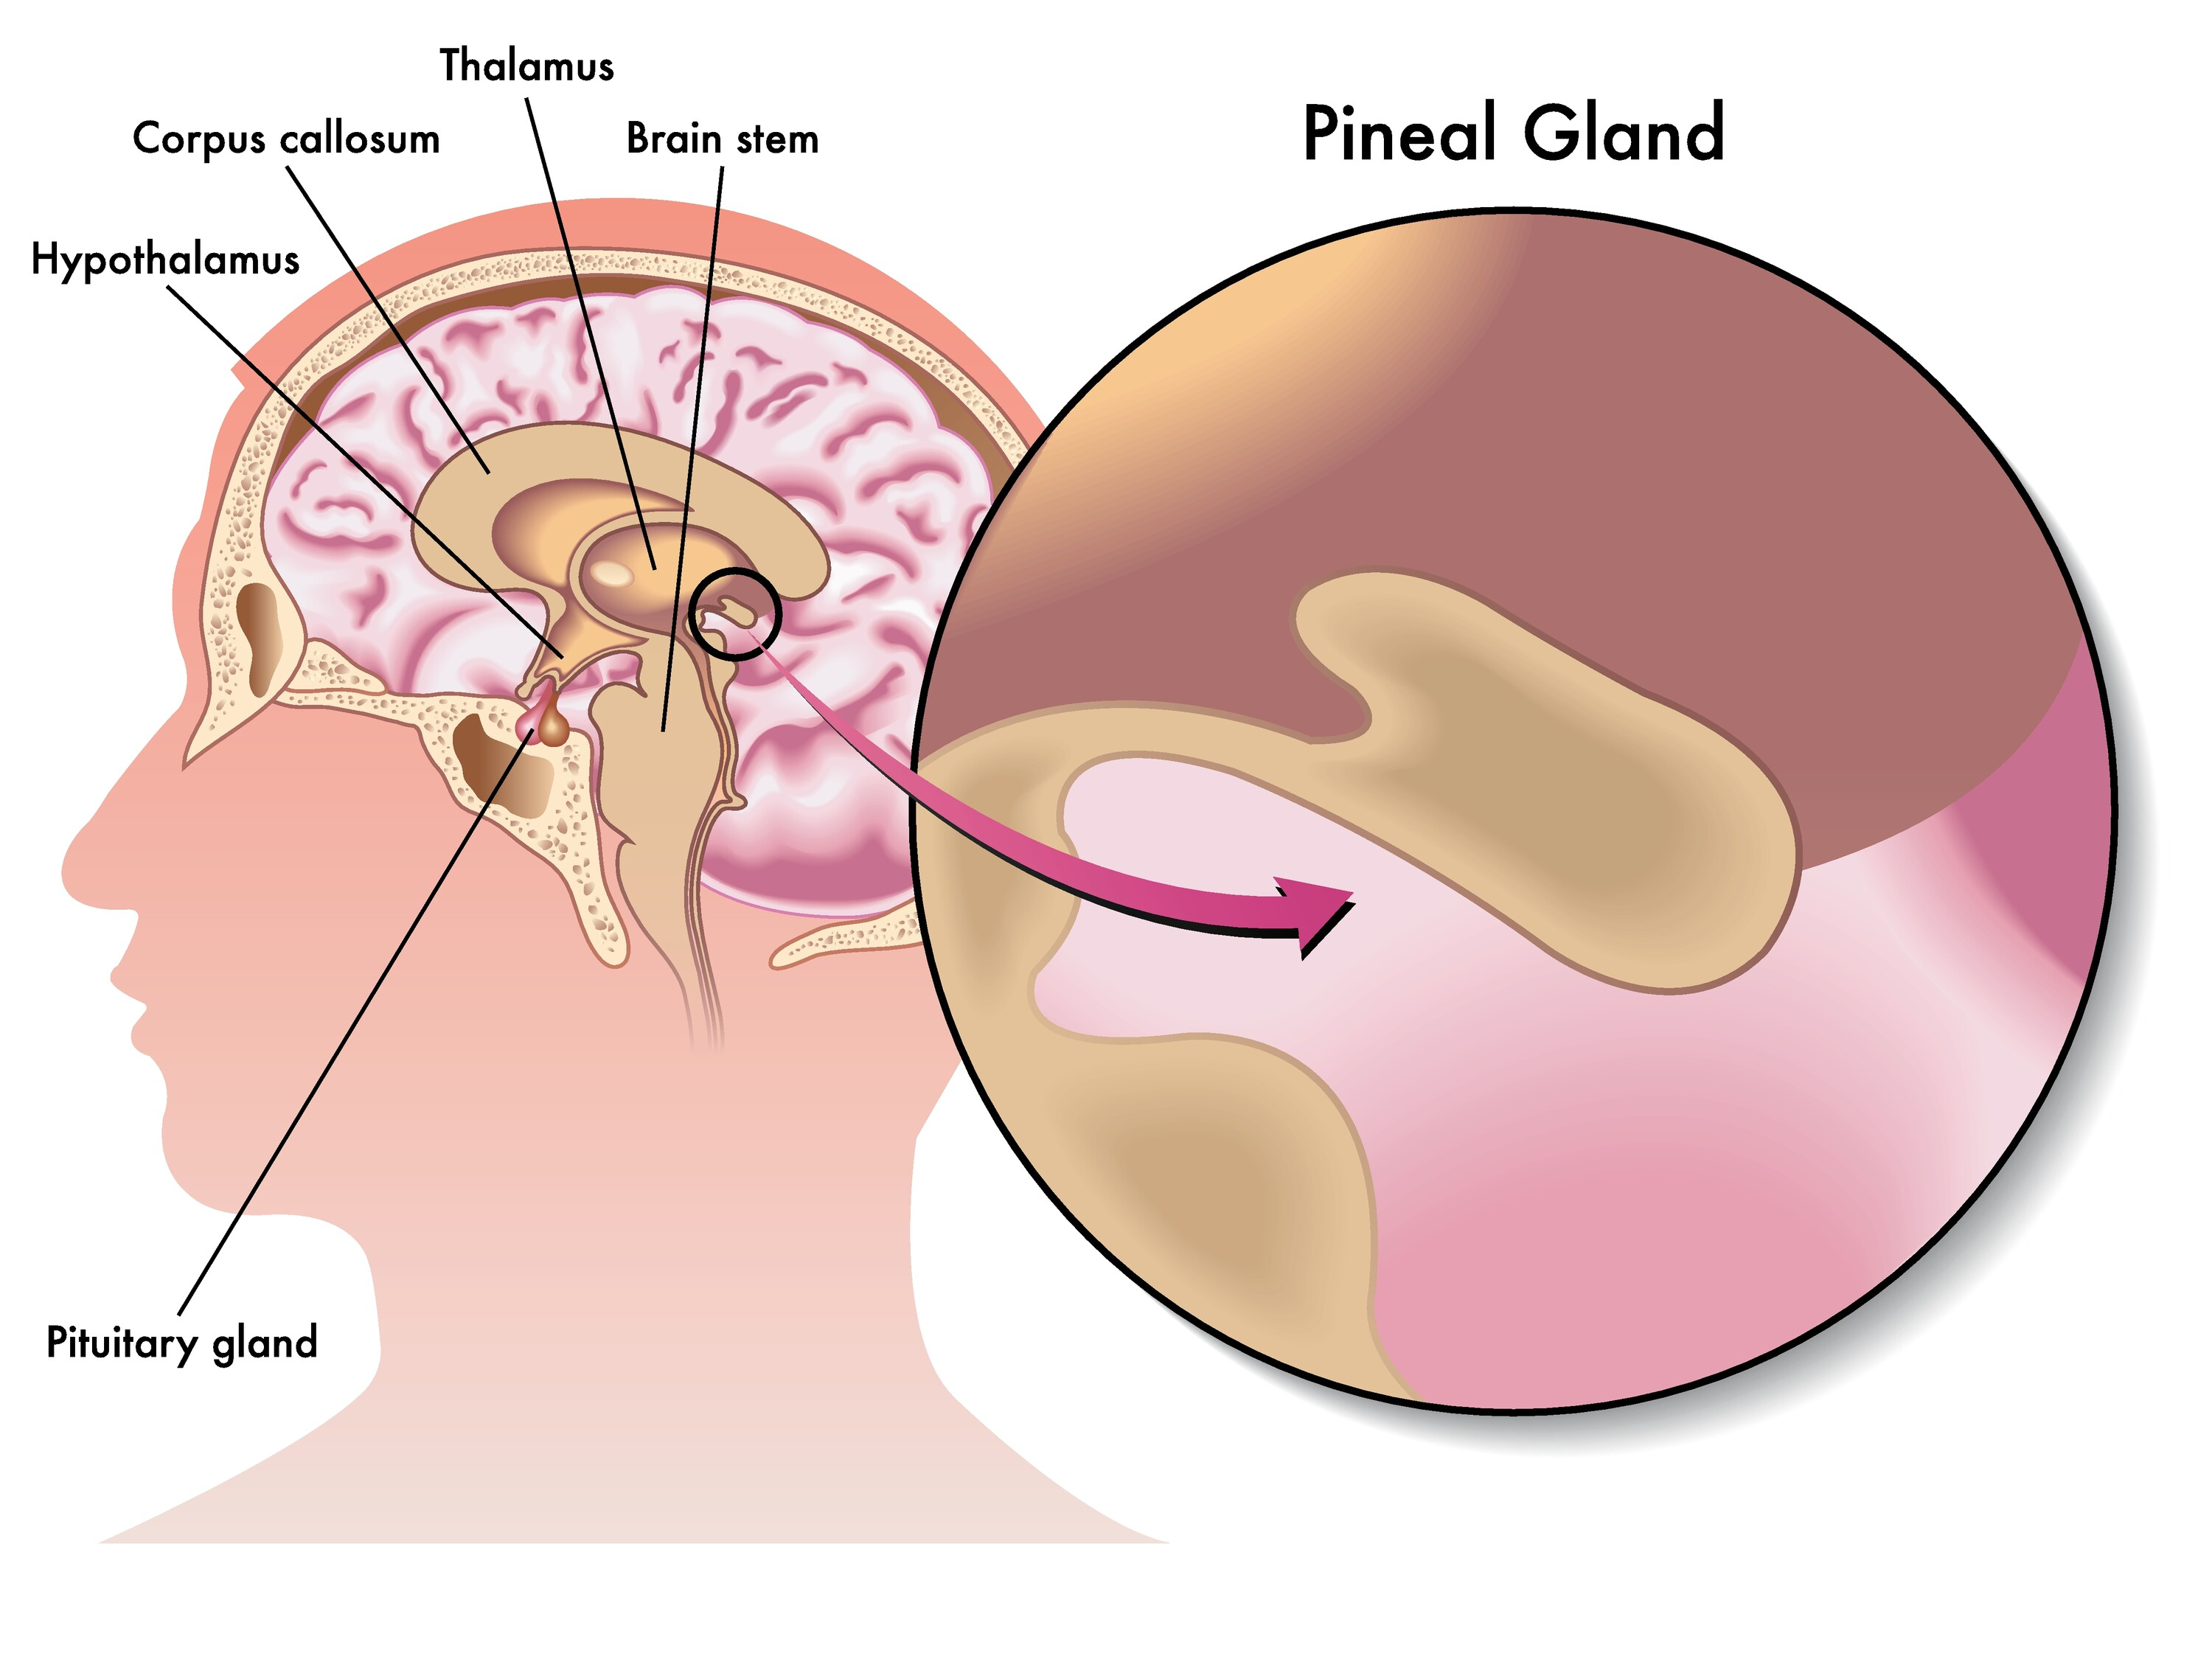 Thalamus
Corpus callosum
Brain stem
Hypothalamus
Pineal Gland
Pituitary gland